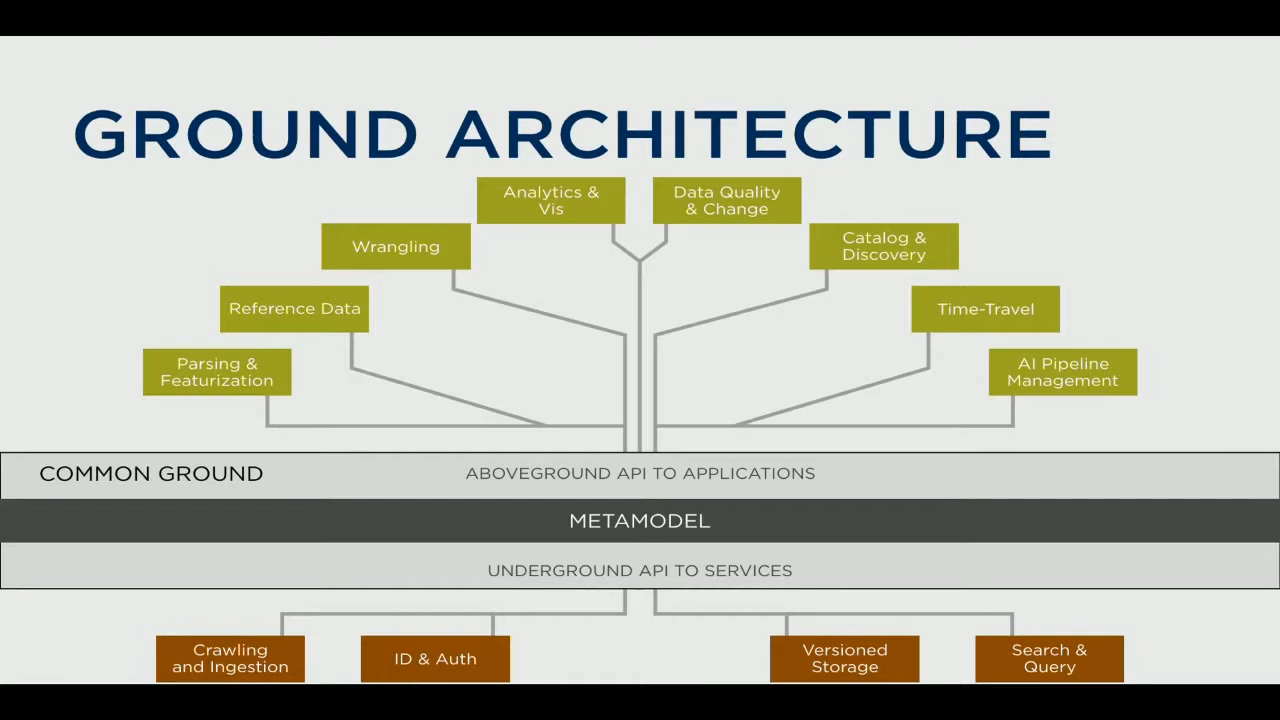 GROUND ARCHITECTURE
Analytics &
Vis
Data Quality
& Change
Wrangling
Catalog &
Discovery
Reference Data
Time-Travel
Parsing &
Featurization
AI Pipeline
Management
COMMON GROUND
ABOVEGROUND API TO APPLICATIONS
METAMODEL
UNDERGROUND API TO SERVICES
Crawling
and Ingestion
ID & Auth
Versioned
Storage
Search &
Query